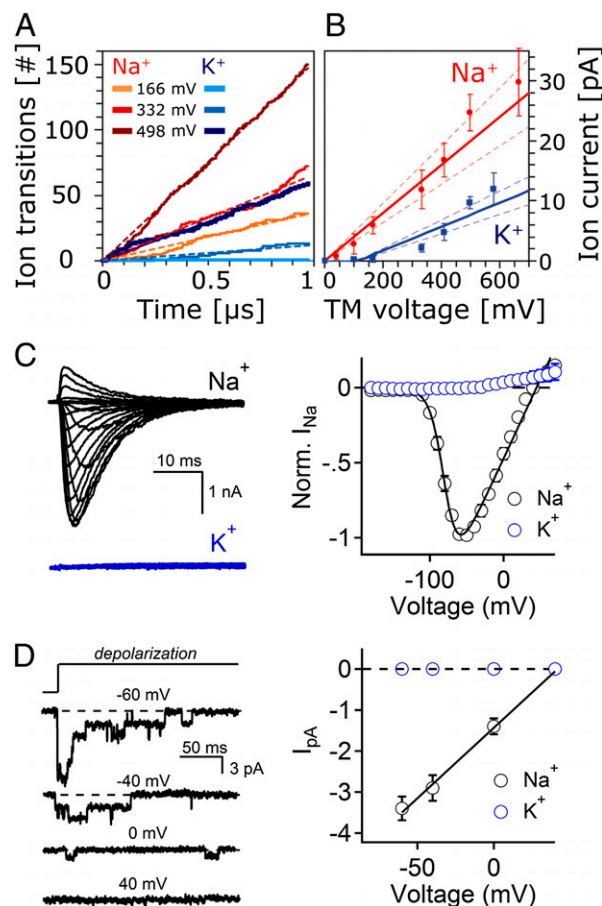 A
Ion transitions [#]
150
100
50
0
Na⁺ K⁺
166 mV
332 mV
498 mV
0 0.5 1
Time [µs]
B
Na⁺
K⁺
Ion current [pA]
30
20
10
0
0 200 400 600
TM voltage [mV]
C
Na⁺
10 ms
1 nA
K⁺
Norm. I_Na
0
-.5
-1
Na⁺
K⁺
-100 0
Voltage (mV)
D
depolarization
-60 mV
50 ms
3 pA
-40 mV
0 mV
40 mV
I_pA
0
-1
-2
-3
-4
Na⁺
K⁺
-50 0
Voltage (mV)